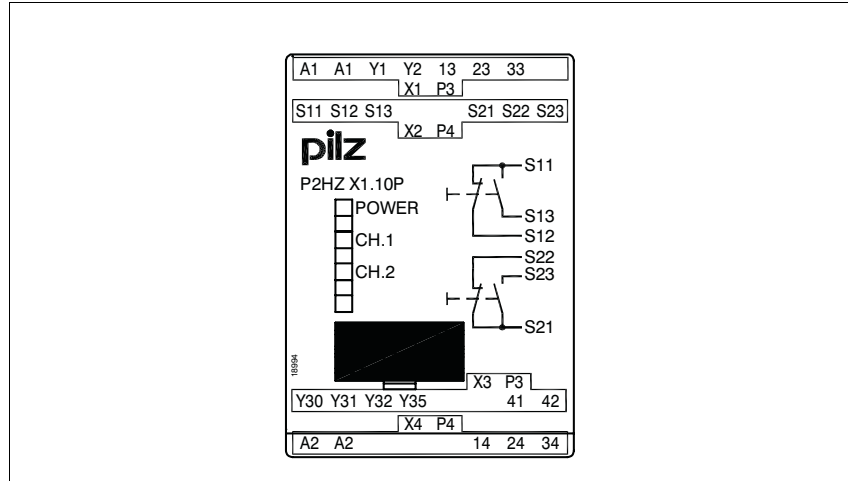 A1 A1 Y1 Y2 13 23 33
X1 P3
S11 S12 S13 S21 S22 S23
X2 P4
pilz
P2HZ X1.10P
POWER
CH.1
CH.2
S11
S13
S12
S22
S23
S21
18994
X3 P3
Y30 Y31 Y32 Y35 41 42
X4 P4
A2 A2 14 24 34